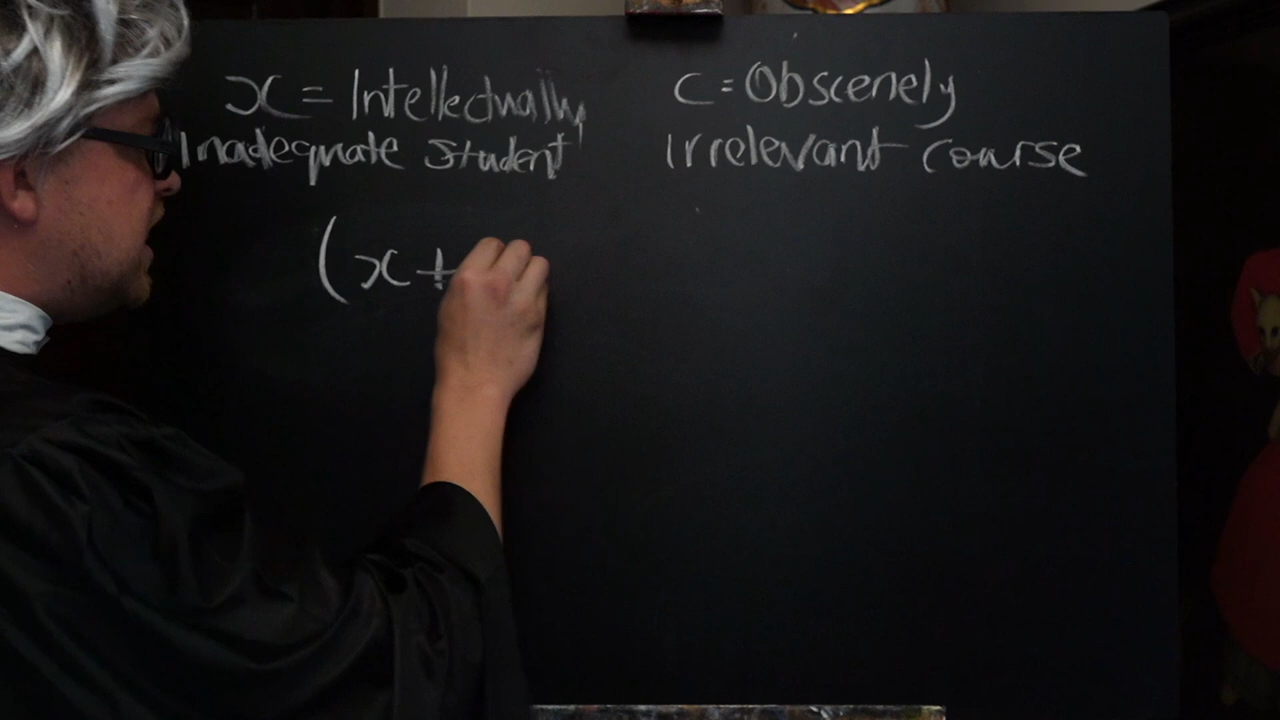 x = Intellectually
Inadequate student
c = Obscenely
irrelevant course
(x +